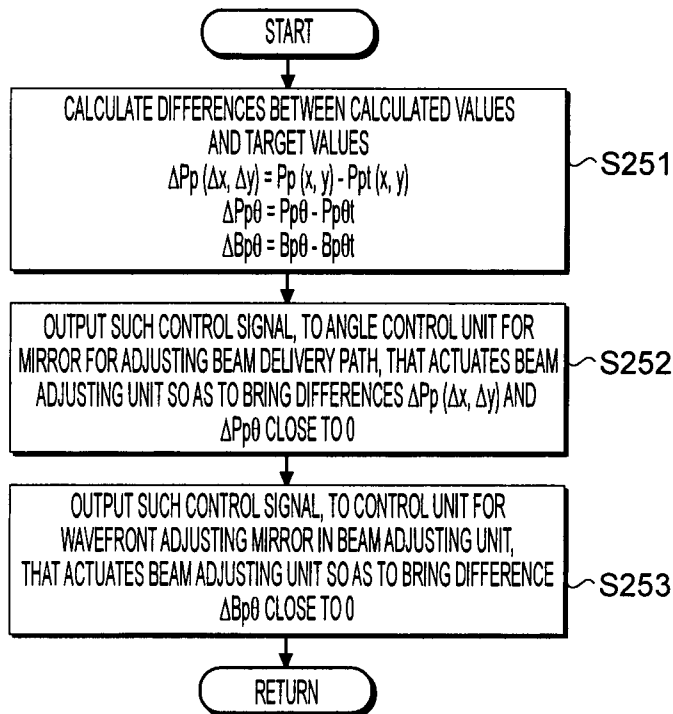 START
CALCULATE DIFFERENCES BETWEEN CALCULATED VALUES
AND TARGET VALUES
ΔPp (Δx, Δy) = Pp (x, y) - Ppt (x, y)
ΔPpθ = Ppθ - Ppθt
ΔBpθ = Bpθ - Bpθt
S251
OUTPUT SUCH CONTROL SIGNAL, TO ANGLE CONTROL UNIT FOR
MIRROR FOR ADJUSTING BEAM DELIVERY PATH, THAT ACTUATES BEAM
ADJUSTING UNIT SO AS TO BRING DIFFERENCES ΔPp (Δx, Δy) AND
ΔPpθ CLOSE TO 0
S252
OUTPUT SUCH CONTROL SIGNAL, TO CONTROL UNIT FOR
WAVEFRONT ADJUSTING MIRROR IN BEAM ADJUSTING UNIT,
THAT ACTUATES BEAM ADJUSTING UNIT SO AS TO BRING DIFFERENCE
ΔBpθ CLOSE TO 0
S253
RETURN